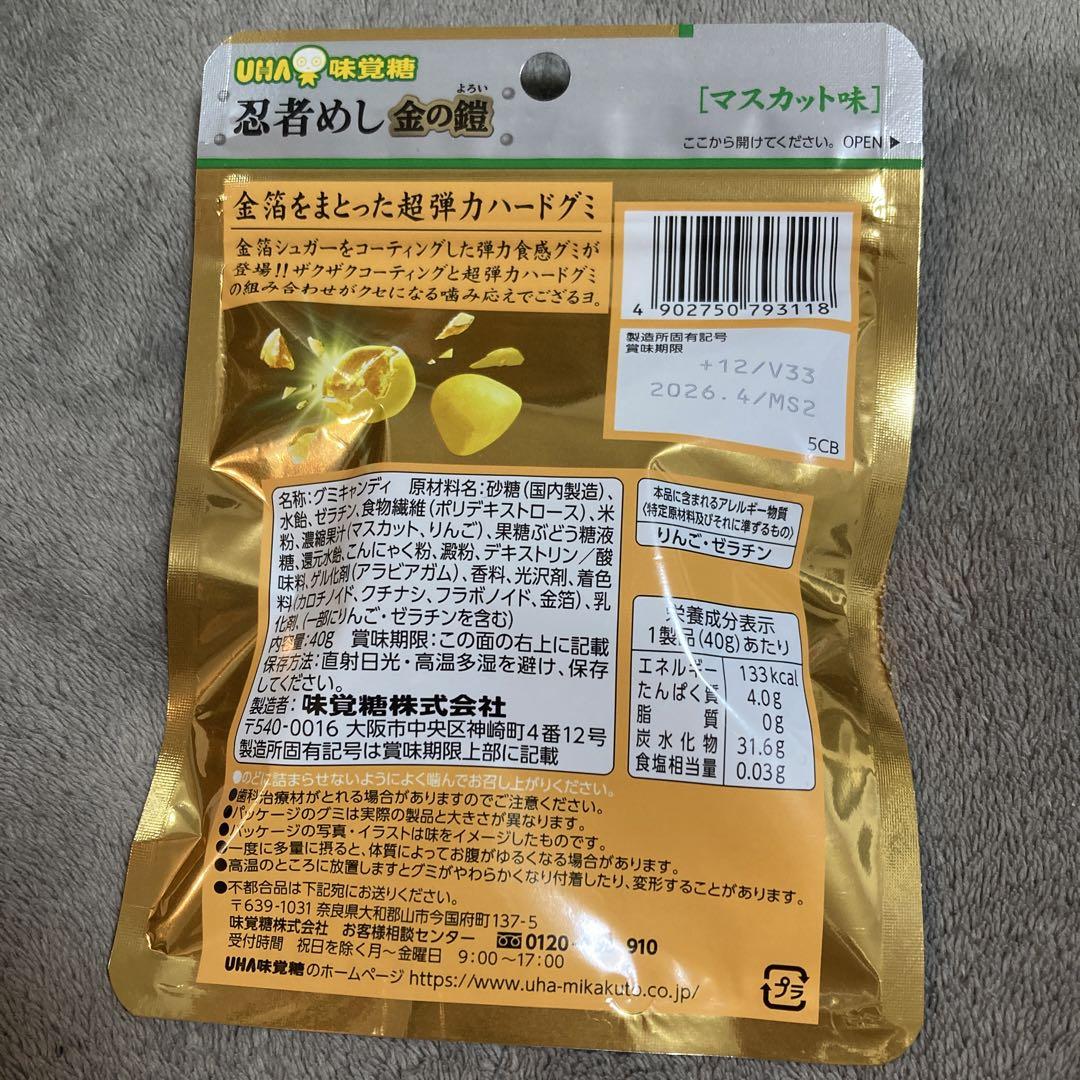 UHA味覚糖
忍者めし 金の鎧
よろい
[マスカット味]
ここから開けてください。OPEN▶
金箔をまとった超弾力ハードグミ
金箔シュガーをコーティングした弾力食感グミが
登場!!ザクザクコーティングと超弾力ハードグミ
の組み合わせがクセになる噛み応えでござるヨ。
4 902750 793118
製造所固有記号
賞味期限
+12/V33
2026.4/MS2
5CB
名称:グミキャンディ 原材料名:砂糖(国内製造)、
水飴、ゼラチン、食物繊維(ポリデキストロース)、米
粉、濃縮果汁(マスカット、りんご)、果糖ぶどう糖液
糖、還元水飴、こんにゃく粉、澱粉、デキストリン/酸
味料、ゲル化剤(アラビアガム)、香料、光沢剤、着色
料(カロチノイド、クチナシ、フラボノイド、金箔)、乳
化剤、(一部にりんご・ゼラチンを含む)
内容量:40g 賞味期限:この面の右上に記載
保存方法:直射日光・高温多湿を避け、保存
してください。
製造者:味覚糖株式会社
〒540-0016 大阪市中央区神崎町4番12号
製造所固有記号は賞味期限上部に記載
本品に含まれるアレルギー物質
〈特定原材料及びそれに準ずるもの〉
りんご・ゼラチン
栄養成分表示
1製品(40g)あたり
エネルギー 133kcal
たんぱく質 4.0g
脂質 0g
炭水化物 31.6g
食塩相当量 0.03g
●のどに詰まらせないようによく噛んでお召し上がりください。
●歯科治療材がとれる場合がありますのでご注意ください。
●パッケージのグミは実際の製品と大きさが異なります。
●パッケージの写真・イラストは味をイメージしたものです。
●一度に多量に摂ると、体質によってお腹がゆるくなる場合があります。
●高温のところに放置しますとグミがやわらかくなり付着したり、変形することがあります。
●不都合品は下記宛にお送りください。
〒639-1031 奈良県大和郡山市今国府町137-5
味覚糖株式会社 お客様相談センター 0120- 910
受付時間 祝日を除く月〜金曜日 9:00〜17:00
UHA味覚糖のホームページ https://www.uha-mikakuto.co.jp/
プラ